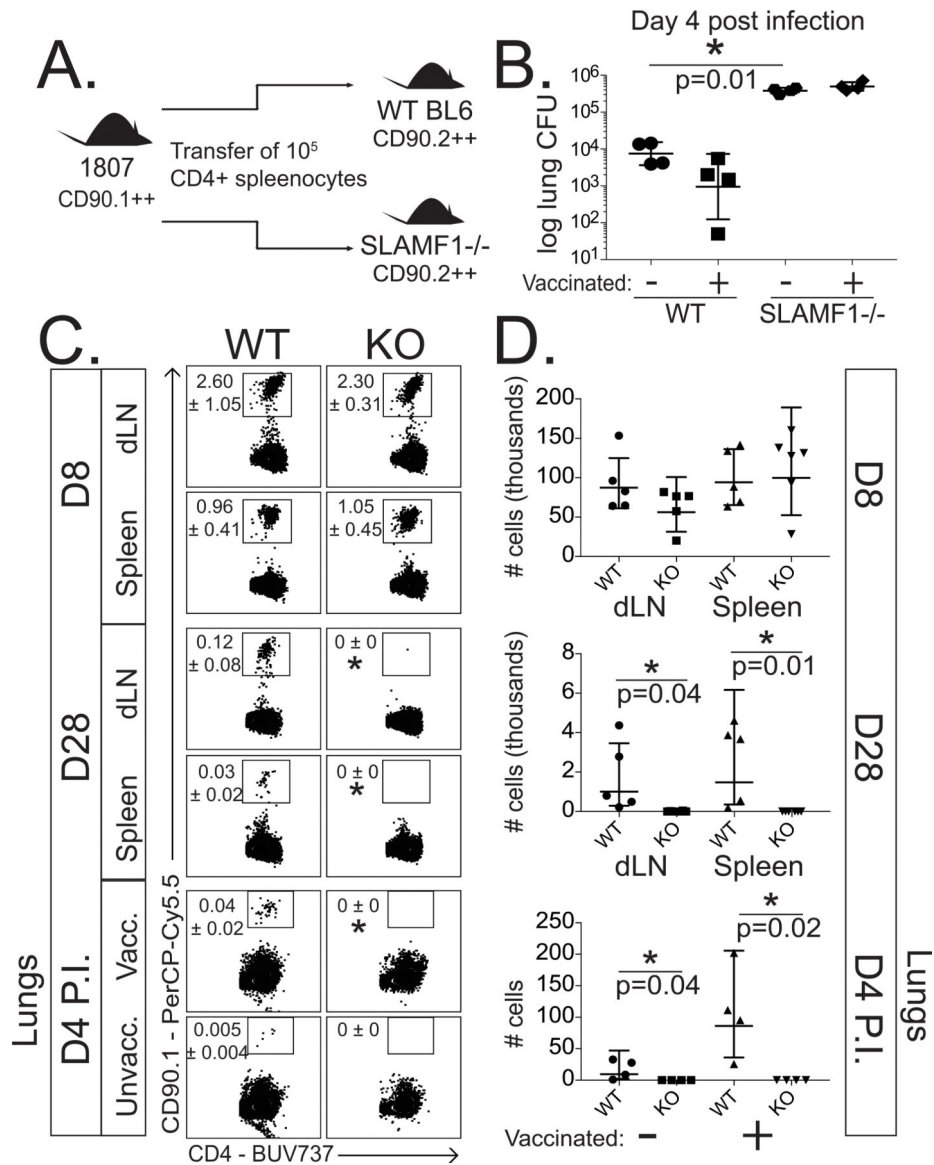 A.
1807
CD90.1++
Transfer of 10⁵
CD4+ spleenocytes
WT BL6
CD90.2++
SLAMF1-/-
CD90.2++
B.
Day 4 post infection
*
p=0.01
log lung CFU
10⁶
10⁵
10⁴
10³
10²
10¹
Vaccinated: - + - +
WT SLAMF1-/-
C.
WT KO
D8
dLN
2.60
± 1.05
2.30
± 0.31
Spleen
0.96
± 0.41
1.05
± 0.45
D28
dLN
0.12
± 0.08
0 ± 0
*
Spleen
0.03
± 0.02
0 ± 0
*
Lungs
D4 P.I.
Vacc.
0.04
± 0.02
0 ± 0
*
Unvacc.
0.005
± 0.004
0 ± 0
CD90.1 - PerCP-Cy5.5
CD4 - BUV737
D.
# cells (thousands)
200
150
100
50
0
WT KO WT KO
dLN Spleen
D8
# cells (thousands)
8
6
4
2
0
*
p=0.04
*
p=0.01
WT KO WT KO
dLN Spleen
D28
# cells
250
200
150
100
50
0
*
p=0.04
*
p=0.02
WT KO WT KO
Vaccinated: - +
D4 P.I.
Lungs